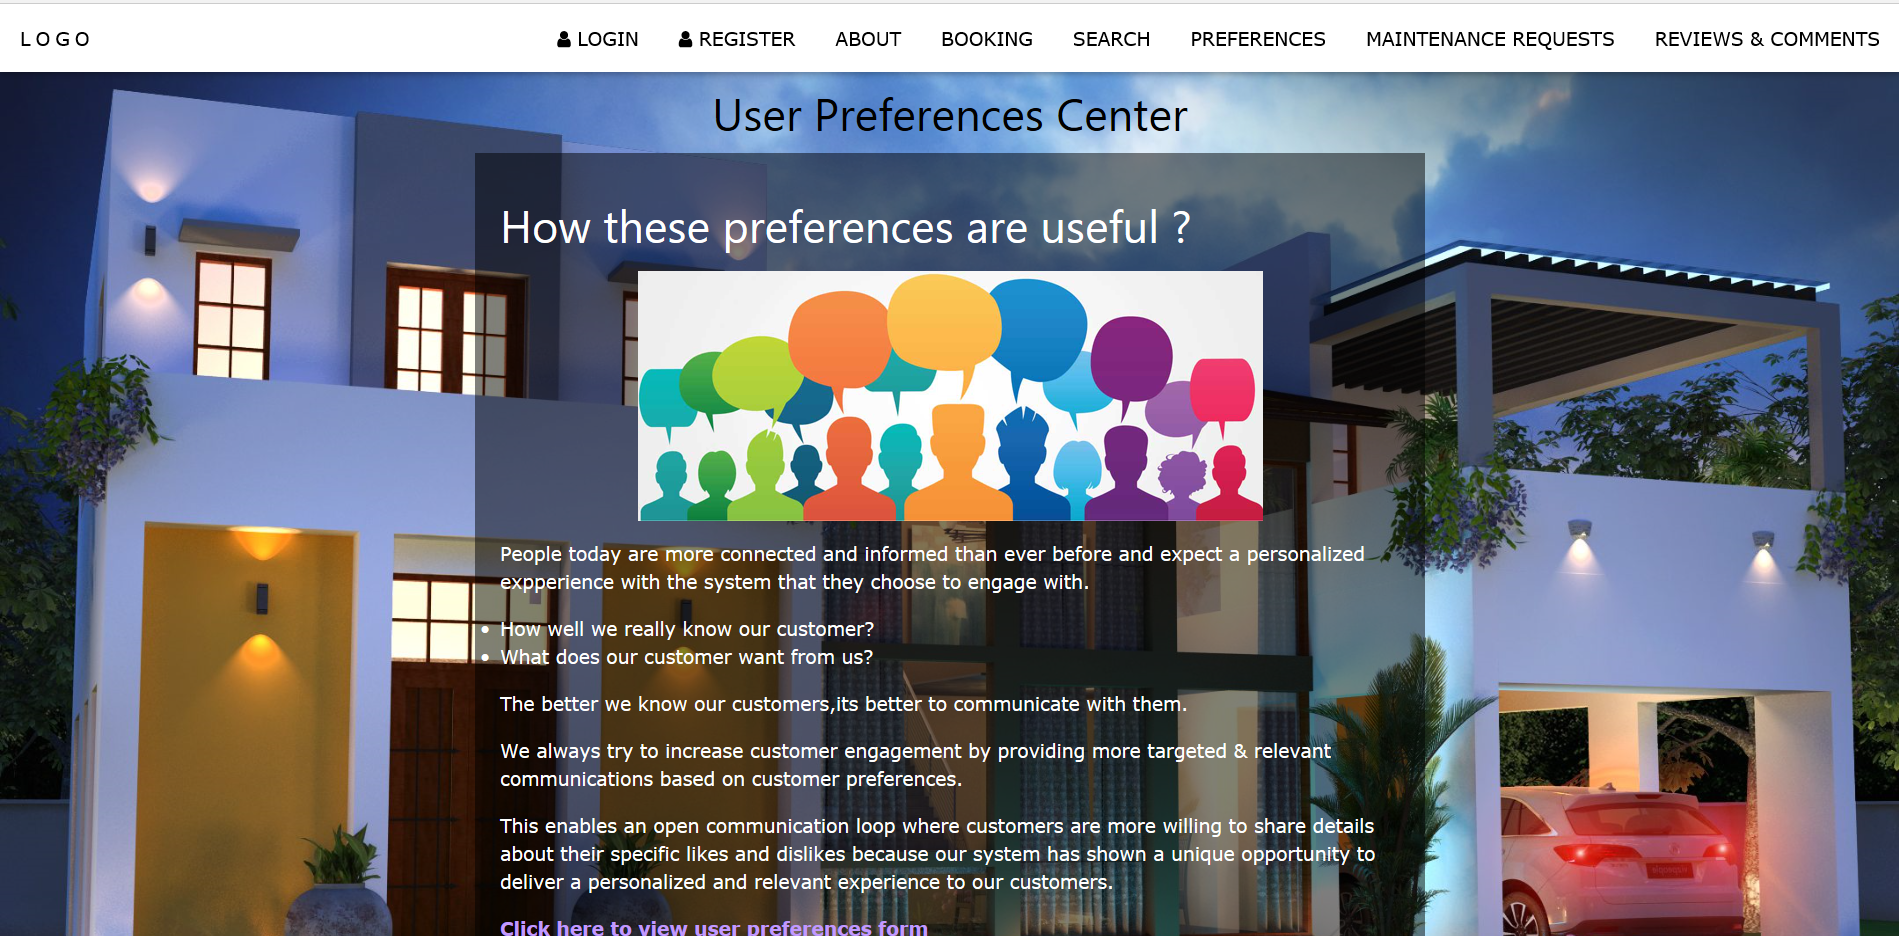 LOGO
LOGIN REGISTER ABOUT BOOKING SEARCH PREFERENCES MAINTENANCE REQUESTS REVIEWS & COMMENTS
User Preferences Center
How these preferences are useful ?
People today are more connected and informed than ever before and expect a personalized
expperience with the system that they choose to engage with.
• How well we really know our customer?
• What does our customer want from us?
The better we know our customers,its better to communicate with them.
We always try to increase customer engagement by providing more targeted & relevant
communications based on customer preferences.
This enables an open communication loop where customers are more willing to share details
about their specific likes and dislikes because our system has shown a unique opportunity to
deliver a personalized and relevant experience to our customers.
Click here to view user preferences form